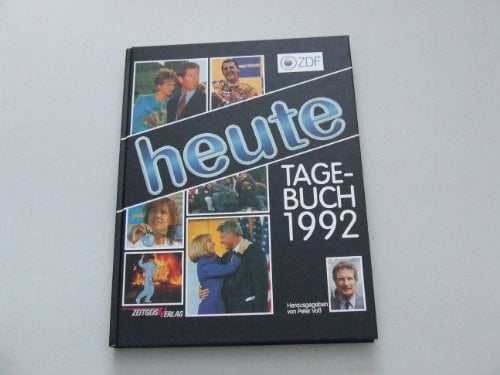 ZDF
heute
TAGE-
BUCH
1992
Herausgegeben
von Peter Voß
ZEITGEIST VERLAG